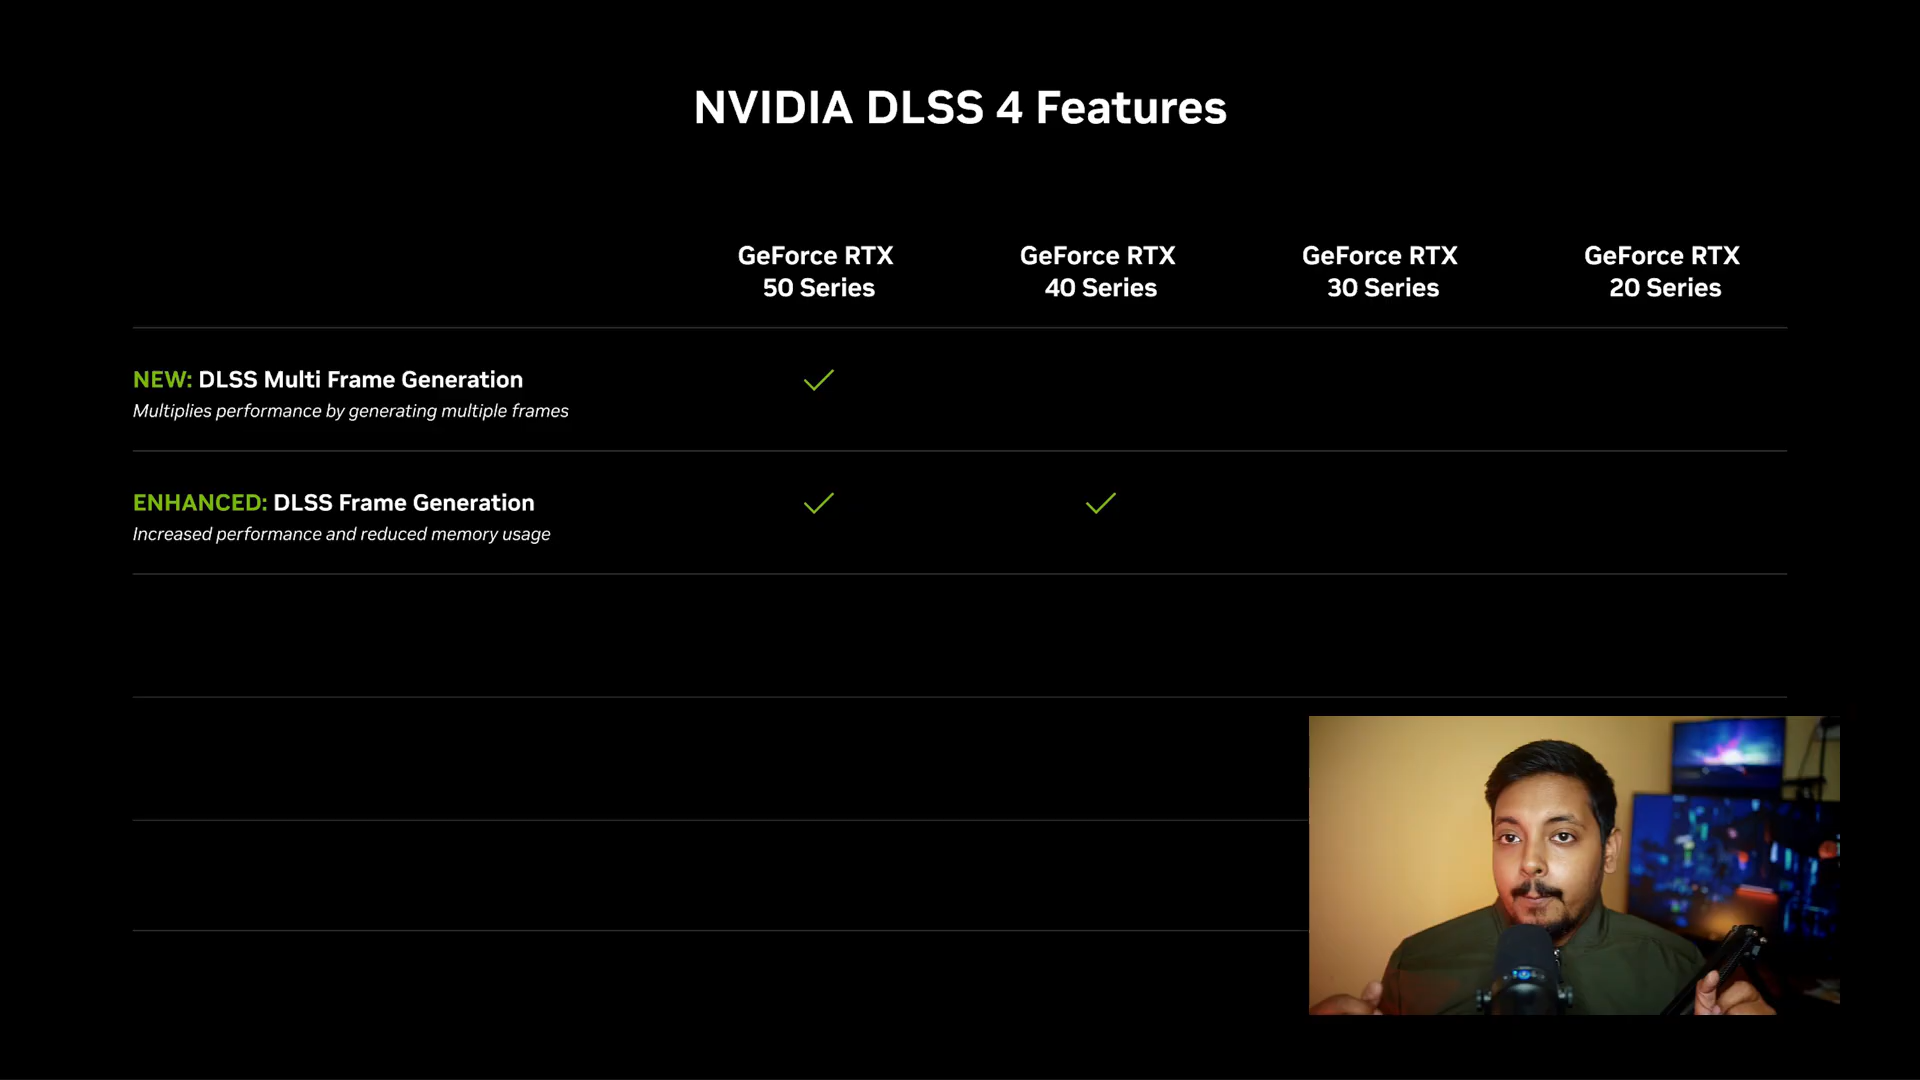 NVIDIA DLSS 4 Features
GeForce RTX 50 Series
GeForce RTX 40 Series
GeForce RTX 30 Series
GeForce RTX 20 Series
NEW: DLSS Multi Frame Generation
Multiplies performance by generating multiple frames
ENHANCED: DLSS Frame Generation
Increased performance and reduced memory usage